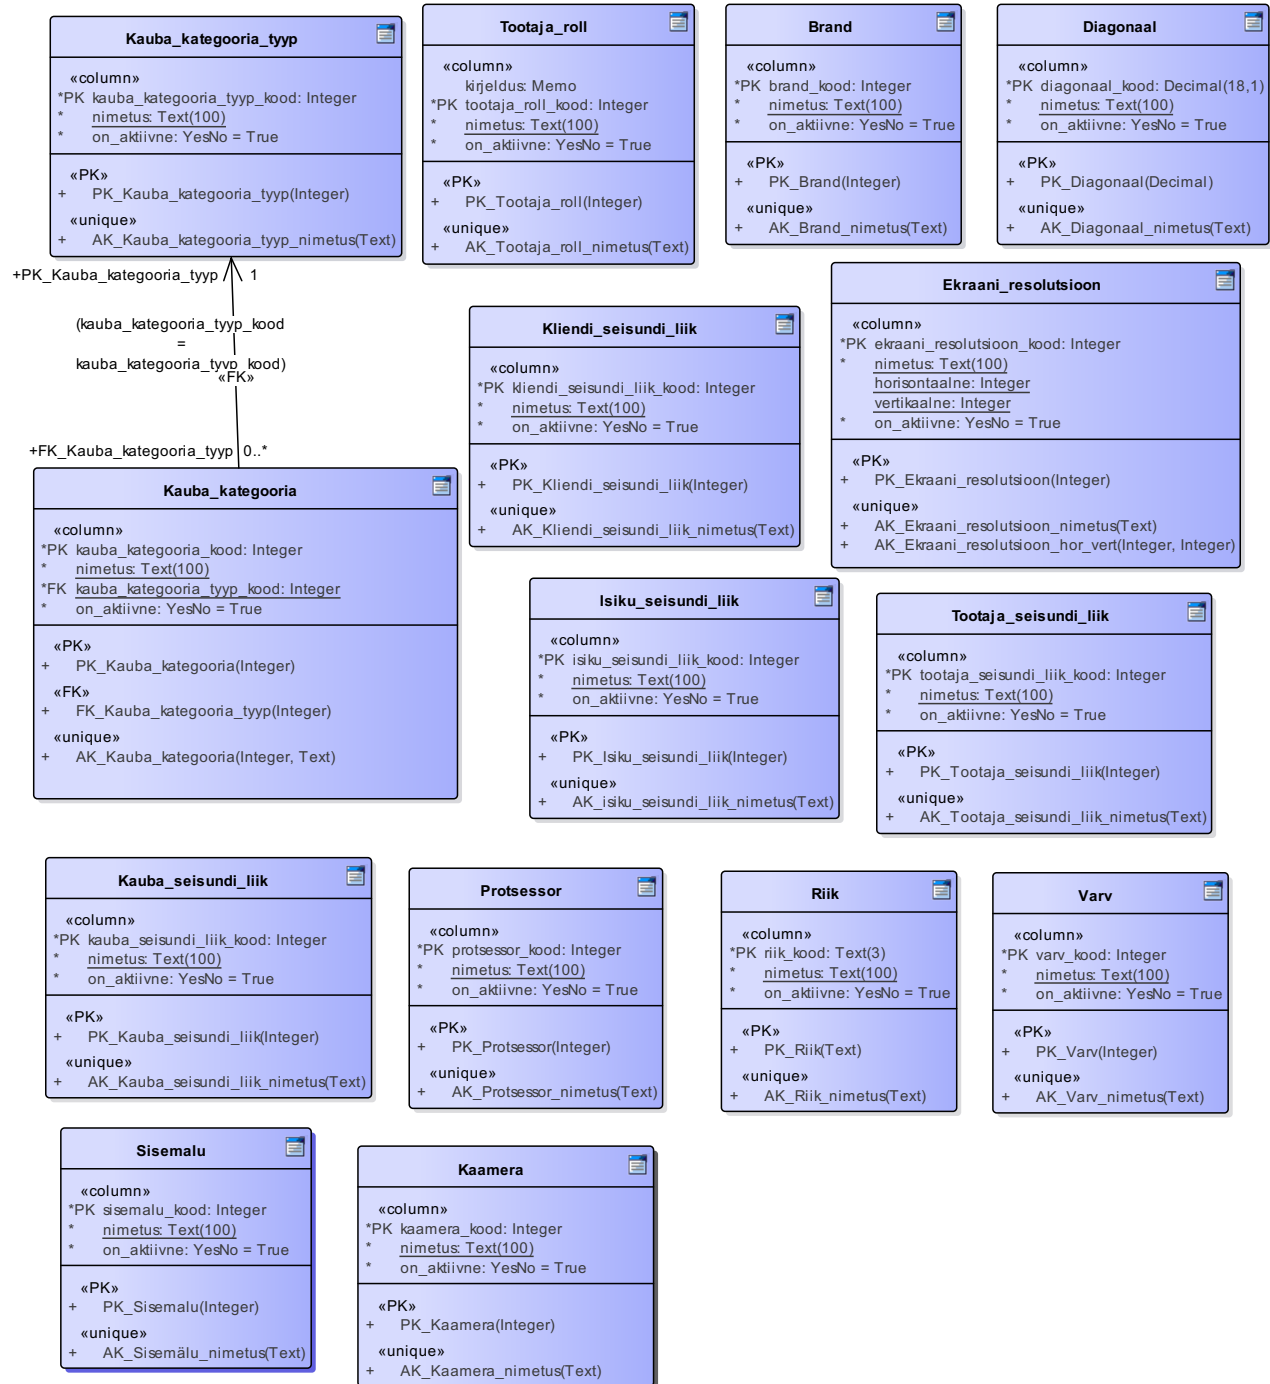 Kauba_kategooria_tyyp
«column»
*PK kauba_kategooria_tyyp_kood: Integer
* nimetus: Text(100)
* on_aktiivne: YesNo = True
«PK»
+ PK_Kauba_kategooria_tyyp(Integer)
«unique»
+ AK_Kauba_kategooria_tyyp_nimetus(Text)
Tootaja_roll
«column»
kirjeldus: Memo
*PK tootaja_roll_kood: Integer
* nimetus: Text(100)
* on_aktiivne: YesNo = True
«PK»
+ PK_Tootaja_roll(Integer)
«unique»
+ AK_Tootaja_roll_nimetus(Text)
Brand
«column»
*PK brand_kood: Integer
* nimetus: Text(100)
* on_aktiivne: YesNo = True
«PK»
+ PK_Brand(Integer)
«unique»
+ AK_Brand_nimetus(Text)
Diagonaal
«column»
*PK diagonaal_kood: Decimal(18,1)
* nimetus: Text(100)
* on_aktiivne: YesNo = True
«PK»
+ PK_Diagonaal(Decimal)
«unique»
+ AK_Diagonaal_nimetus(Text)
+PK_Kauba_kategooria_tyyp 1
(kauba_kategooria_tyyp_kood
=
kauba_kategooria_tyyp_kood)
«FK»
+FK_Kauba_kategooria_tyyp 0..*
Kliendi_seisundi_liik
«column»
*PK kliendi_seisundi_liik_kood: Integer
* nimetus: Text(100)
* on_aktiivne: YesNo = True
«PK»
+ PK_Kliendi_seisundi_liik(Integer)
«unique»
+ AK_Kliendi_seisundi_liik_nimetus(Text)
Ekraani_resolutsioon
«column»
*PK ekraani_resolutsioon_kood: Integer
* nimetus: Text(100)
horisontaalne: Integer
vertikaalne: Integer
* on_aktiivne: YesNo = True
«PK»
+ PK_Ekraani_resolutsioon(Integer)
«unique»
+ AK_Ekraani_resolutsioon_nimetus(Text)
+ AK_Ekraani_resolutsioon_hor_vert(Integer, Integer)
Kauba_kategooria
«column»
*PK kauba_kategooria_kood: Integer
* nimetus: Text(100)
*FK kauba_kategooria_tyyp_kood: Integer
* on_aktiivne: YesNo = True
«PK»
+ PK_Kauba_kategooria(Integer)
«FK»
+ FK_Kauba_kategooria_tyyp(Integer)
«unique»
+ AK_Kauba_kategooria(Integer, Text)
Isiku_seisundi_liik
«column»
*PK isiku_seisundi_liik_kood: Integer
* nimetus: Text(100)
* on_aktiivne: YesNo = True
«PK»
+ PK_Isiku_seisundi_liik(Integer)
«unique»
+ AK_isiku_seisundi_liik_nimetus(Text)
Tootaja_seisundi_liik
«column»
*PK tootaja_seisundi_liik_kood: Integer
* nimetus: Text(100)
* on_aktiivne: YesNo = True
«PK»
+ PK_Tootaja_seisundi_liik(Integer)
«unique»
+ AK_Tootaja_seisundi_liik_nimetus(Text)
Kauba_seisundi_liik
«column»
*PK kauba_seisundi_liik_kood: Integer
* nimetus: Text(100)
* on_aktiivne: YesNo = True
«PK»
+ PK_Kauba_seisundi_liik(Integer)
«unique»
+ AK_Kauba_seisundi_liik_nimetus(Text)
Protsessor
«column»
*PK protsessor_kood: Integer
* nimetus: Text(100)
* on_aktiivne: YesNo = True
«PK»
+ PK_Protsessor(Integer)
«unique»
+ AK_Protsessor_nimetus(Text)
Riik
«column»
*PK riik_kood: Text(3)
* nimetus: Text(100)
* on_aktiivne: YesNo = True
«PK»
+ PK_Riik(Text)
«unique»
+ AK_Riik_nimetus(Text)
Varv
«column»
*PK varv_kood: Integer
* nimetus: Text(100)
* on_aktiivne: YesNo = True
«PK»
+ PK_Varv(Integer)
«unique»
+ AK_Varv_nimetus(Text)
Sisemalu
«column»
*PK sisemalu_kood: Integer
* nimetus: Text(100)
* on_aktiivne: YesNo = True
«PK»
+ PK_Sisemalu(Integer)
«unique»
+ AK_Sisemälu_nimetus(Text)
Kaamera
«column»
*PK kaamera_kood: Integer
* nimetus: Text(100)
* on_aktiivne: YesNo = True
«PK»
+ PK_Kaamera(Integer)
«unique»
+ AK_Kaamera_nimetus(Text)